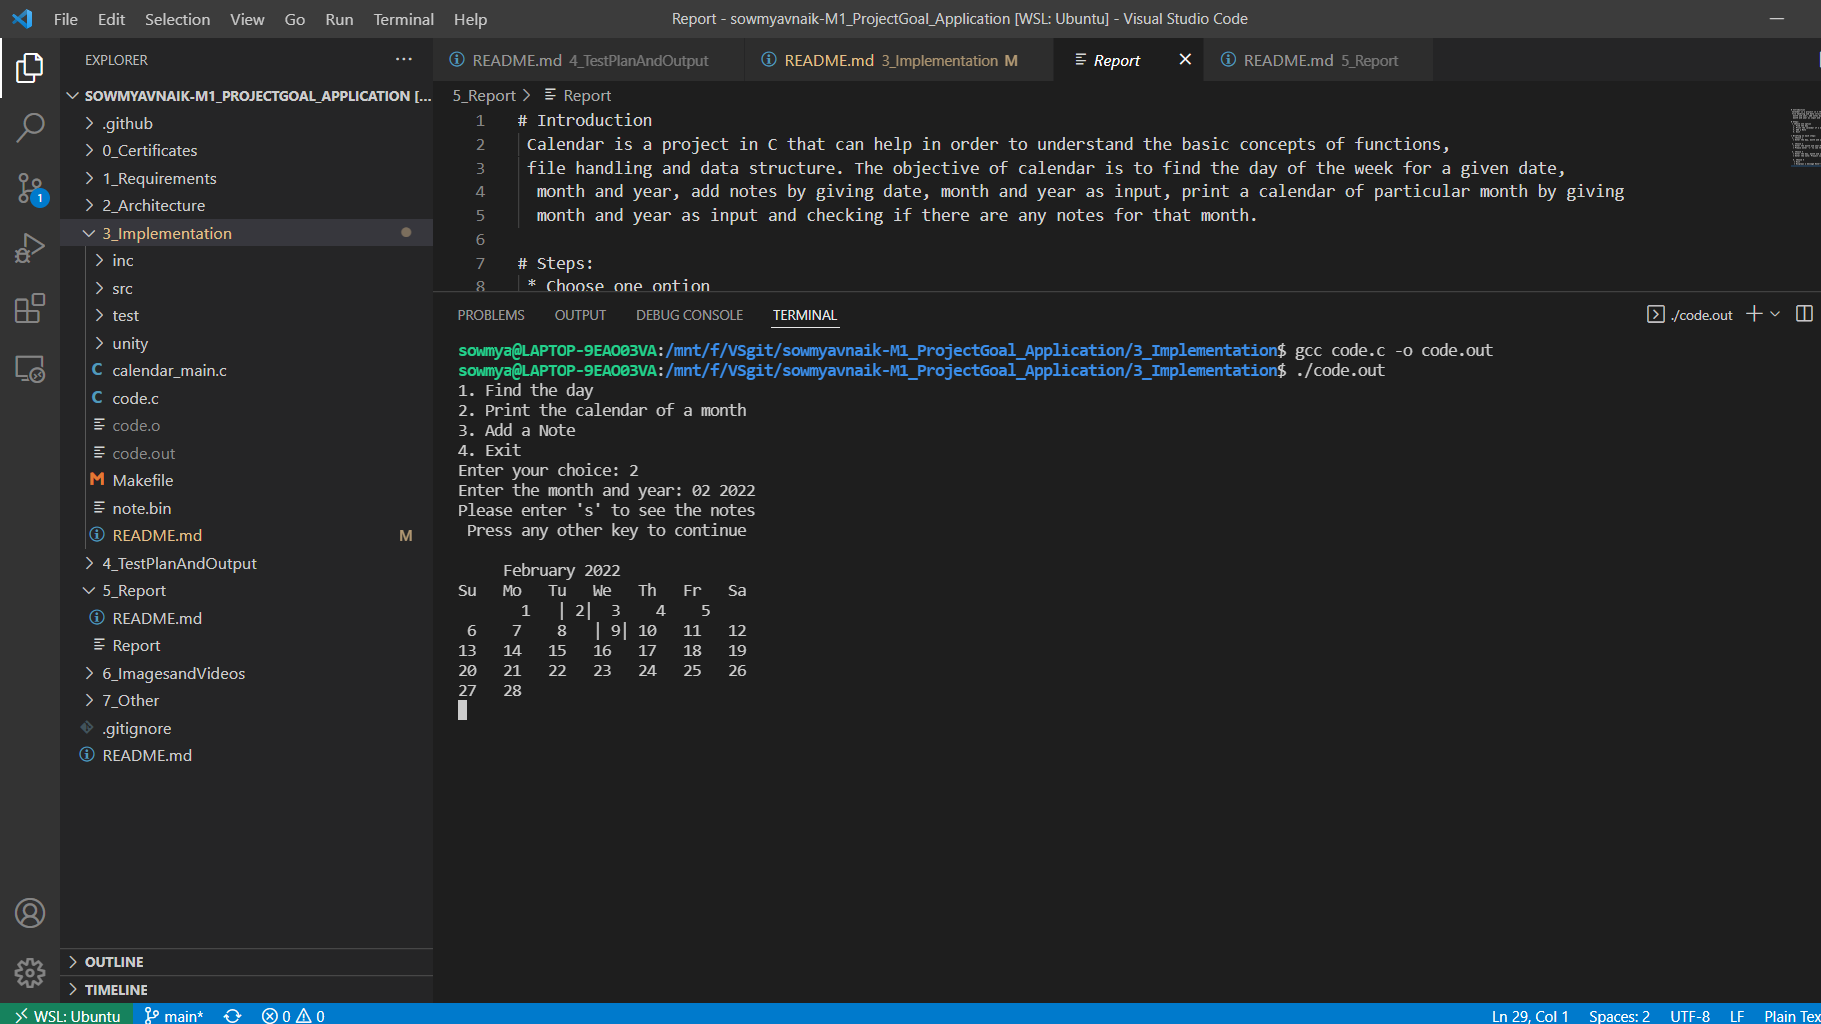 File Edit Selection View Go Run Terminal Help
Report - sowmyavnaik-M1_ProjectGoal_Application [WSL: Ubuntu] - Visual Studio Code
EXPLORER
SOWMYAVNAIK-M1_PROJECTGOAL_APPLICATION [...
.github
0_Certificates
1_Requirements
2_Architecture
3_Implementation
inc
src
test
unity
calendar_main.c
code.c
code.o
code.out
Makefile
note.bin
README.md M
4_TestPlanAndOutput
5_Report
README.md
Report
6_ImagesandVideos
7_Other
.gitignore
README.md
OUTLINE
TIMELINE
1
README.md 4_TestPlanAndOutput README.md 3_Implementation M Report README.md 5_Report
5_Report > Report
1 # Introduction
2 Calendar is a project in C that can help in order to understand the basic concepts of functions,
3 file handling and data structure. The objective of calendar is to find the day of the week for a given date,
4 month and year, add notes by giving date, month and year as input, print a calendar of particular month by giving
5 month and year as input and checking if there are any notes for that month.
6
7 # Steps:
8 * Choose one option
PROBLEMS OUTPUT DEBUG CONSOLE TERMINAL ./code.out
sowmya@LAPTOP-9EAO03VA:/mnt/f/VSgit/sowmyavnaik-M1_ProjectGoal_Application/3_Implementation$ gcc code.c -o code.out
sowmya@LAPTOP-9EAO03VA:/mnt/f/VSgit/sowmyavnaik-M1_ProjectGoal_Application/3_Implementation$ ./code.out
1. Find the day
2. Print the calendar of a month
3. Add a Note
4. Exit
Enter your choice: 2
Enter the month and year: 02 2022
Please enter 's' to see the notes
Press any other key to continue
February 2022
Su Mo Tu We Th Fr Sa
1 | 2| 3 4 5
6 7 8 | 9| 10 11 12
13 14 15 16 17 18 19
20 21 22 23 24 25 26
27 28
WSL: Ubuntu main* 0 0 Ln 29, Col 1 Spaces: 2 UTF-8 LF Plain Tex